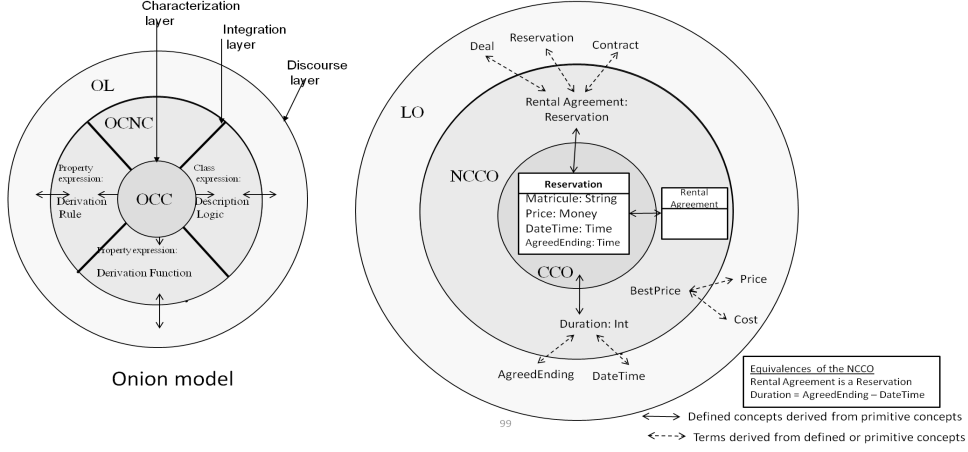 Characterization
layer
Integration
layer
Discourse
layer
OL
OCNC
Property
expression:
Class
expression:
OCC
Derivation
Rule
Description
Logic
Property expression:
Derivation Function
Onion model
Deal
Reservation
Contract
LO
Rental Agreement:
Reservation
NCCO
Reservation
Matricule: String
Price: Money
DateTime: Time
AgreedEnding: Time
Rental
Agreement
CCO
BestPrice
Price
Cost
Duration: Int
AgreedEnding
DateTime
Equivalences of the NCCO
Rental Agreement is a Reservation
Duration = AgreedEnding – DateTime
Defined concepts derived from primitive concepts
Terms derived from defined or primitive concepts
99